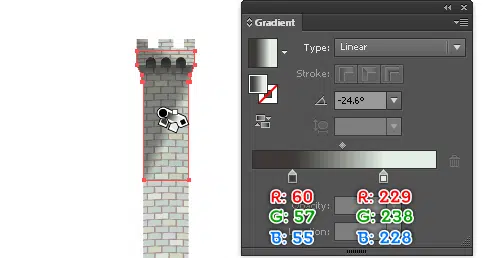 Gradient
Type: Linear
Stroke:
-24.6°
R: 60
G: 57
B: 55
R: 229
G: 238
B: 228